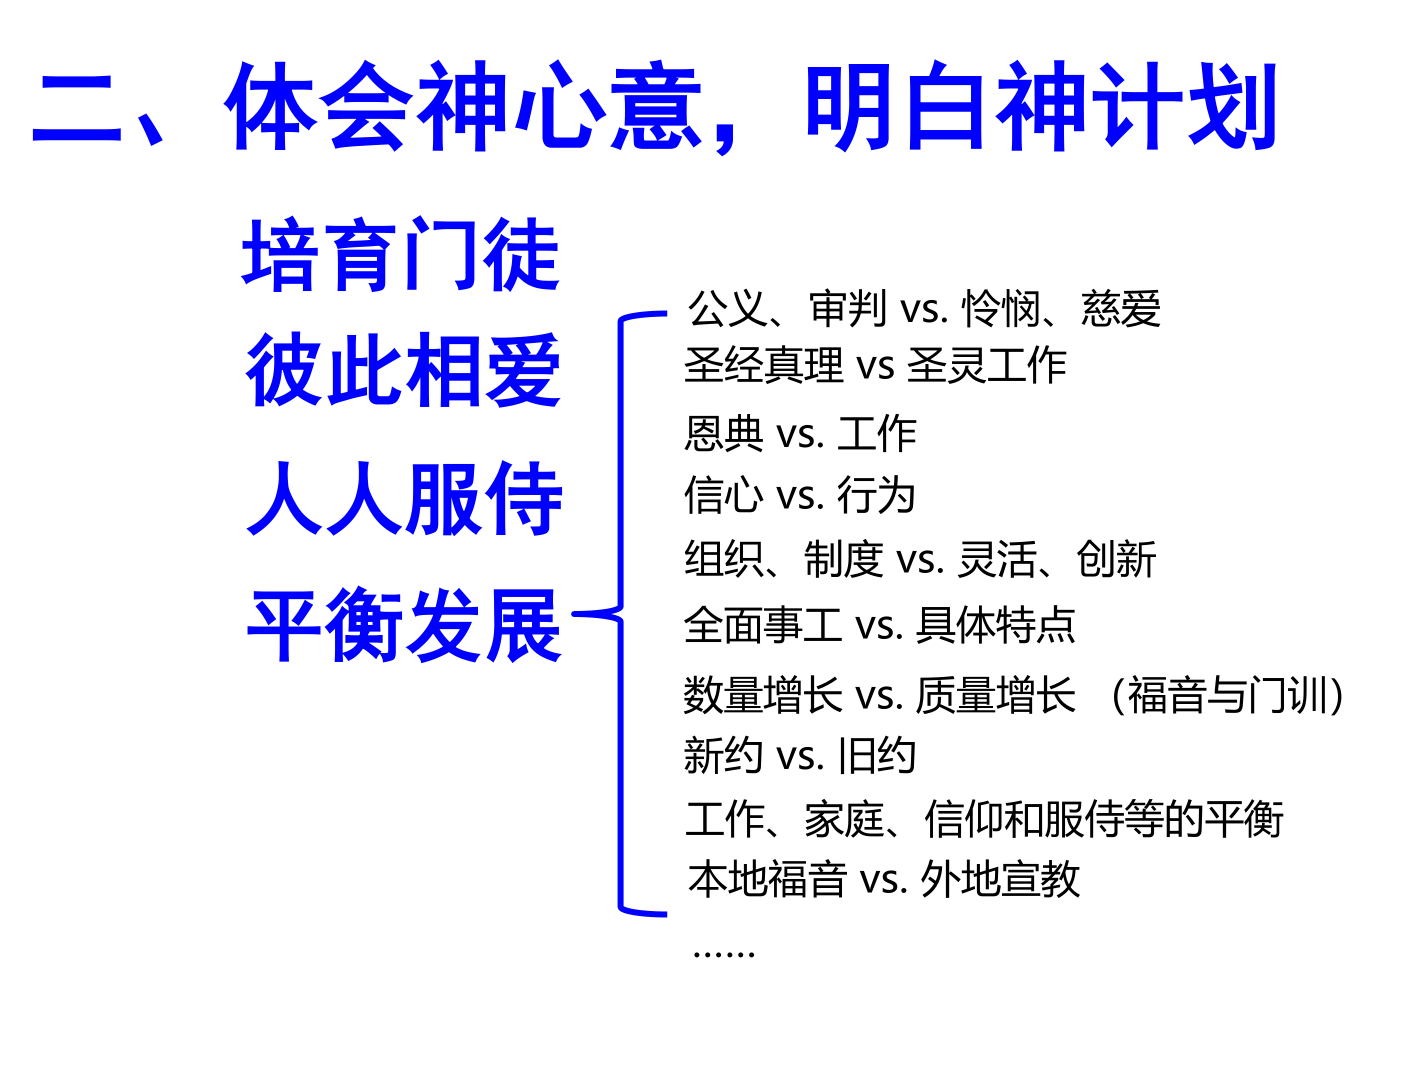 二、体会神心意，明白神计划
培育门徒
彼此相爱
人人服侍
平衡发展
公义、审判 vs. 怜悯、慈爱
圣经真理 vs 圣灵工作
恩典 vs. 工作
信心 vs. 行为
组织、制度 vs. 灵活、创新
全面事工 vs. 具体特点
数量增长 vs. 质量增长 （福音与门训）
新约 vs. 旧约
工作、家庭、信仰和服侍等的平衡
本地福音 vs. 外地宣教
……